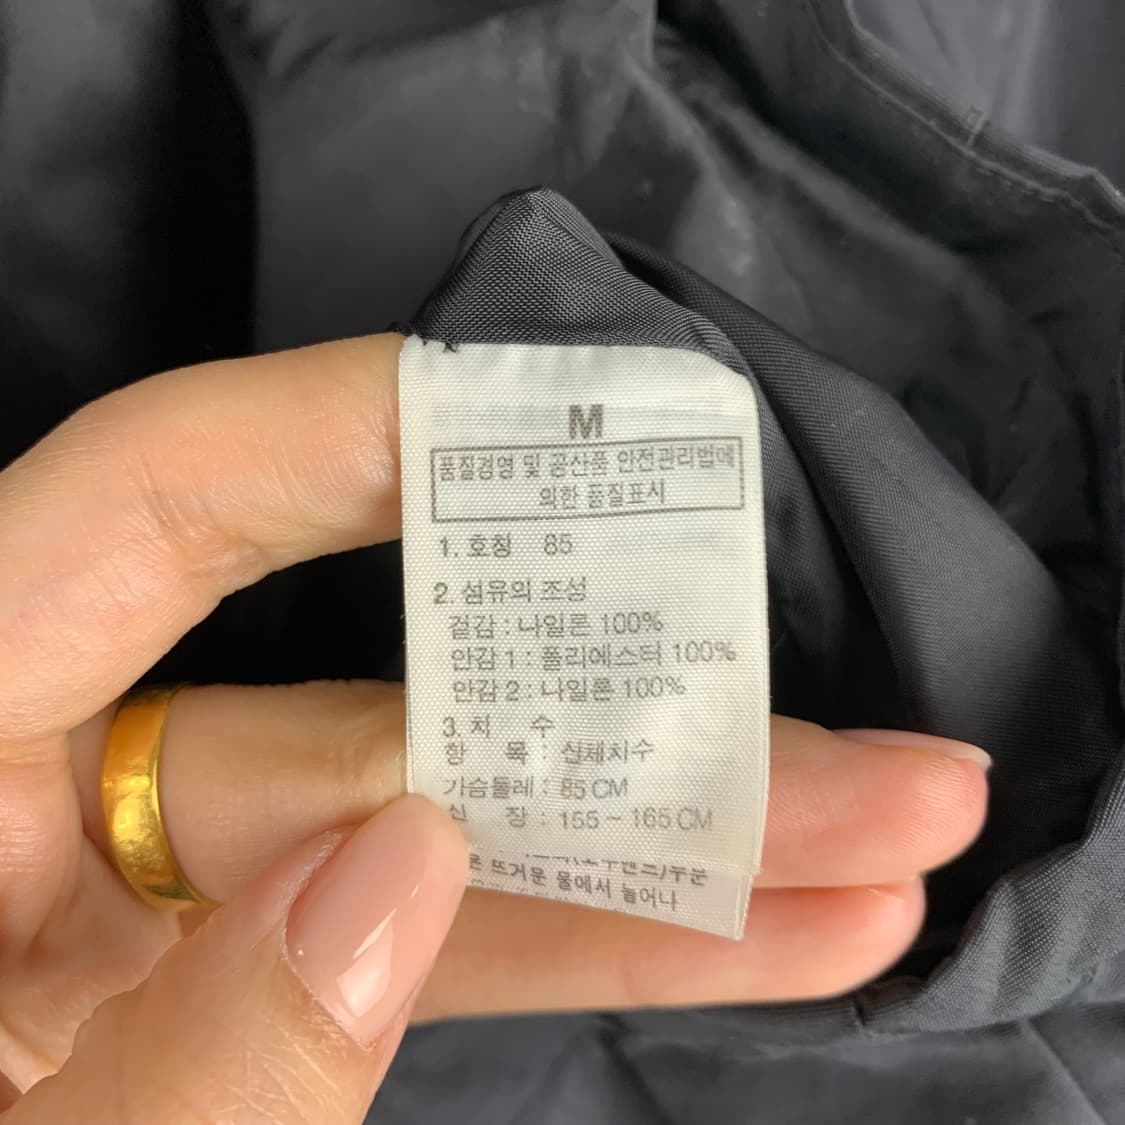 M
품질경영 및 공산품 안전관리법에
의한 품질표시
1. 호칭 85
2. 섬유의 조성
겉감 : 나일론 100%
안감 1 : 폴리에스터 100%
안감 2 : 나일론 100%
3. 치 수
항 목 : 신체치수
가슴둘레 : 85 CM
신 장 : 155 ~ 165 CM
뜨거운 물에서 늘어나